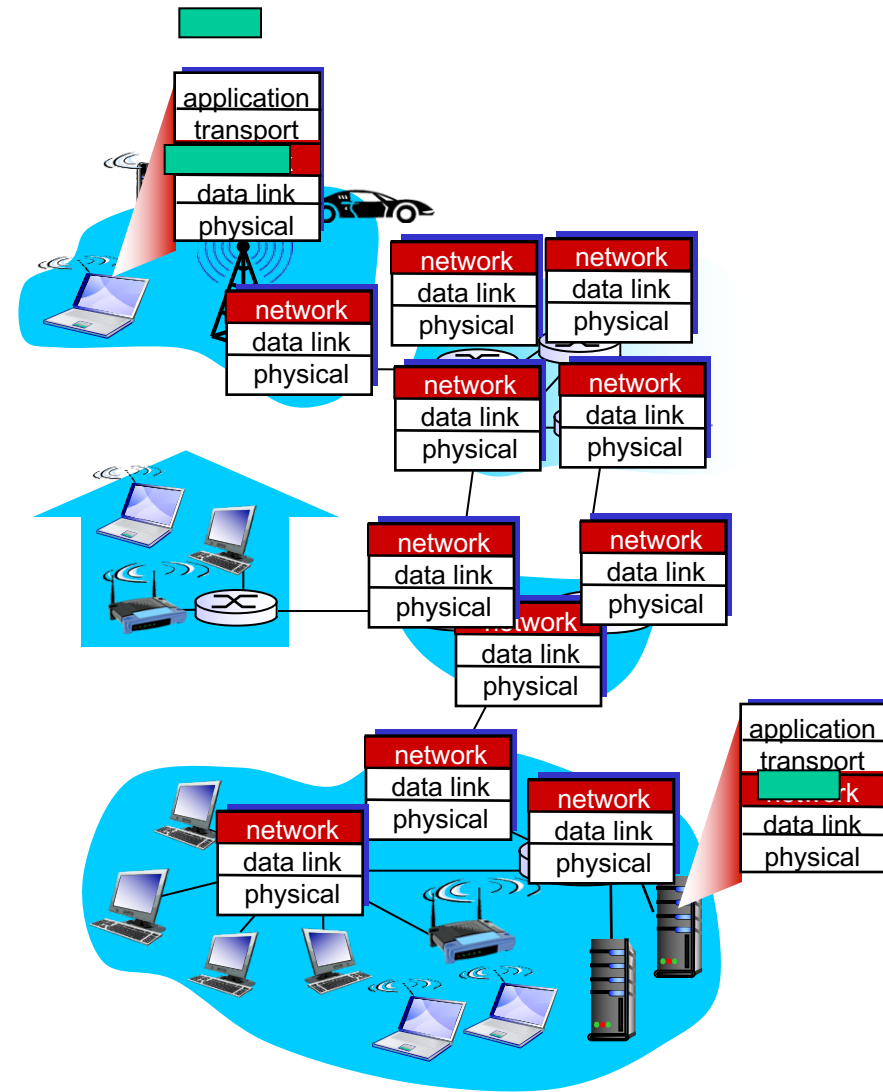 application
transport
data link
physical
network
data link
physical
network
data link
physical
network
data link
physical
network
data link
physical
network
data link
physical
network
data link
physical
network
data link
physical
network
data link
physical
application
transport
network
data link
physical
network
data link
physical
network
data link
physical
network
data link
physical